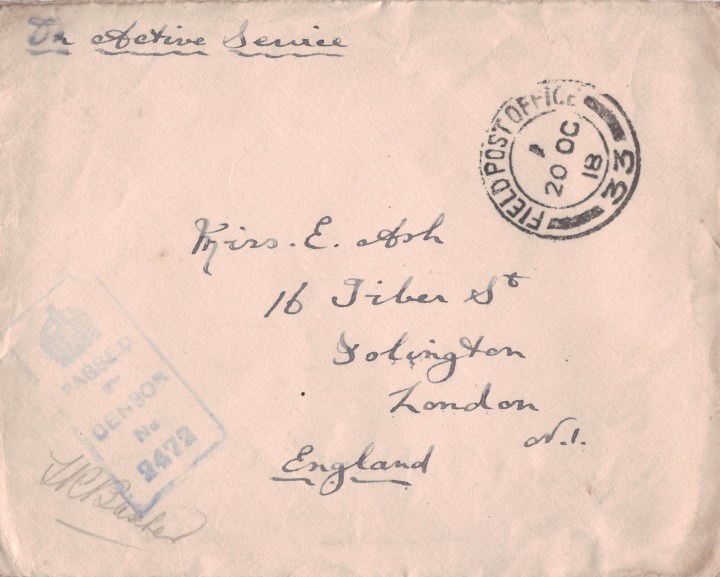 On Active Service
FIELD POST OFFICE
33
1
20 OC
18
Miss. E. Ash
16 Tiber St
Islington
London
N.1.
England
PASSED
BY
CENSOR
No
2472